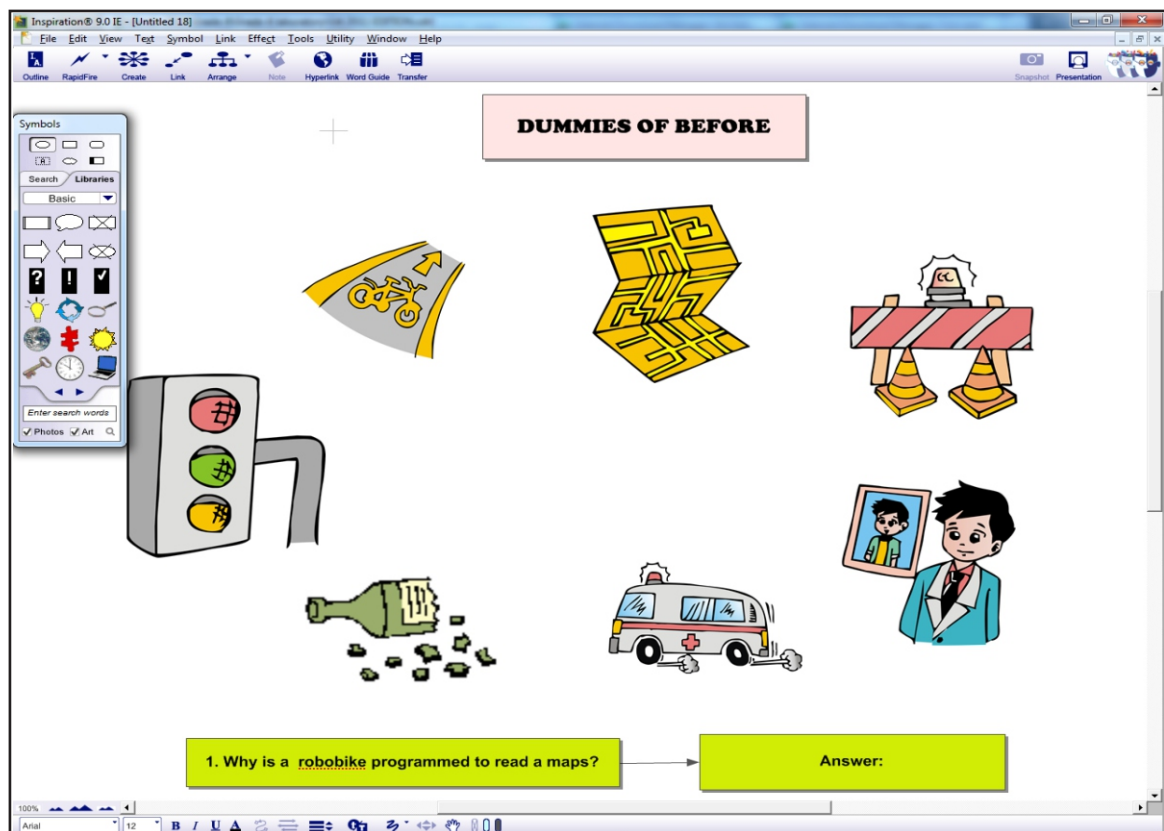 Inspiration® 9.0 IE - [Untitled 18]
File Edit View Text Symbol Link Effect Tools Utility Window Help
Outline RapidFire Create Link Arrange Note Hyperlink Word Guide Transfer Snapshot Presentation
DUMMIES OF BEFORE
Symbols
Search Libraries
Basic
Enter search words
Photos Art
1. Why is a robobike programmed to read a maps?
Answer:
100%
Arial 12 B I U A